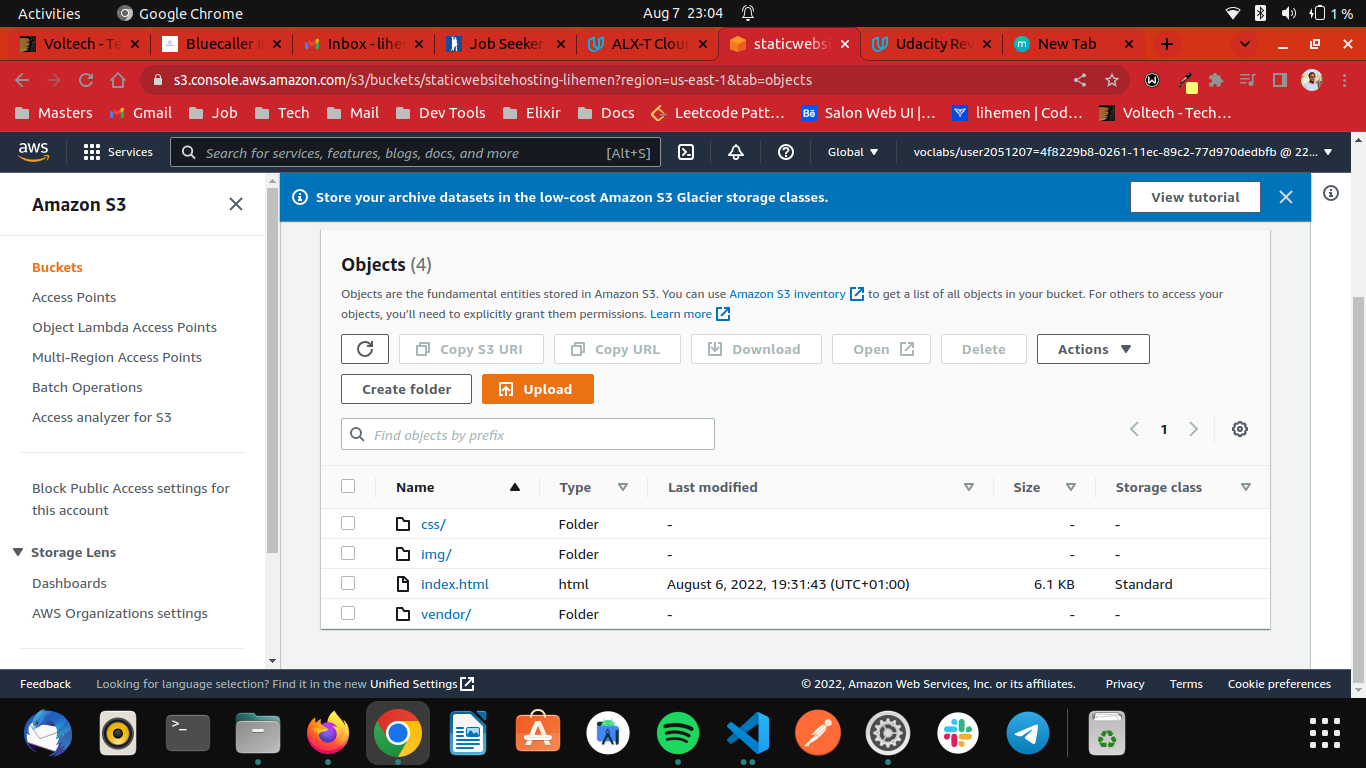 Activities Google Chrome Aug 7 23:04 1 %
Voltech - Te Bluecaller Inbox - lihe Job Seeker ALX-T Clou staticwebs Udacity Rev New Tab
s3.console.aws.amazon.com/s3/buckets/staticwebsitehosting-lihemen?region=us-east-1&tab=objects
Masters Gmail Job Tech Mail Dev Tools Elixir Docs Leetcode Patt... Salon Web UI |... lihemen | Cod... Voltech - Tech...
aws Services Search for services, features, blogs, docs, and more [Alt+S] Global voclabs/user2051207=4f8229b8-0261-11ec-89c2-77d970dedbfb @ 22...
Amazon S3
Buckets
Access Points
Object Lambda Access Points
Multi-Region Access Points
Batch Operations
Access analyzer for S3
Block Public Access settings for
this account
Storage Lens
Dashboards
AWS Organizations settings
Store your archive datasets in the low-cost Amazon S3 Glacier storage classes. View tutorial
Objects (4)
Objects are the fundamental entities stored in Amazon S3. You can use Amazon S3 inventory to get a list of all objects in your bucket. For others to access your
objects, you'll need to explicitly grant them permissions. Learn more
Copy S3 URI Copy URL Download Open Delete Actions
Create folder Upload
Find objects by prefix 1
Name Type Last modified Size Storage class
css/ Folder - - -
img/ Folder - - -
index.html html August 6, 2022, 19:31:43 (UTC+01:00) 6.1 KB Standard
vendor/ Folder - - -
Feedback Looking for language selection? Find it in the new Unified Settings © 2022, Amazon Web Services, Inc. or its affiliates. Privacy Terms Cookie preferences